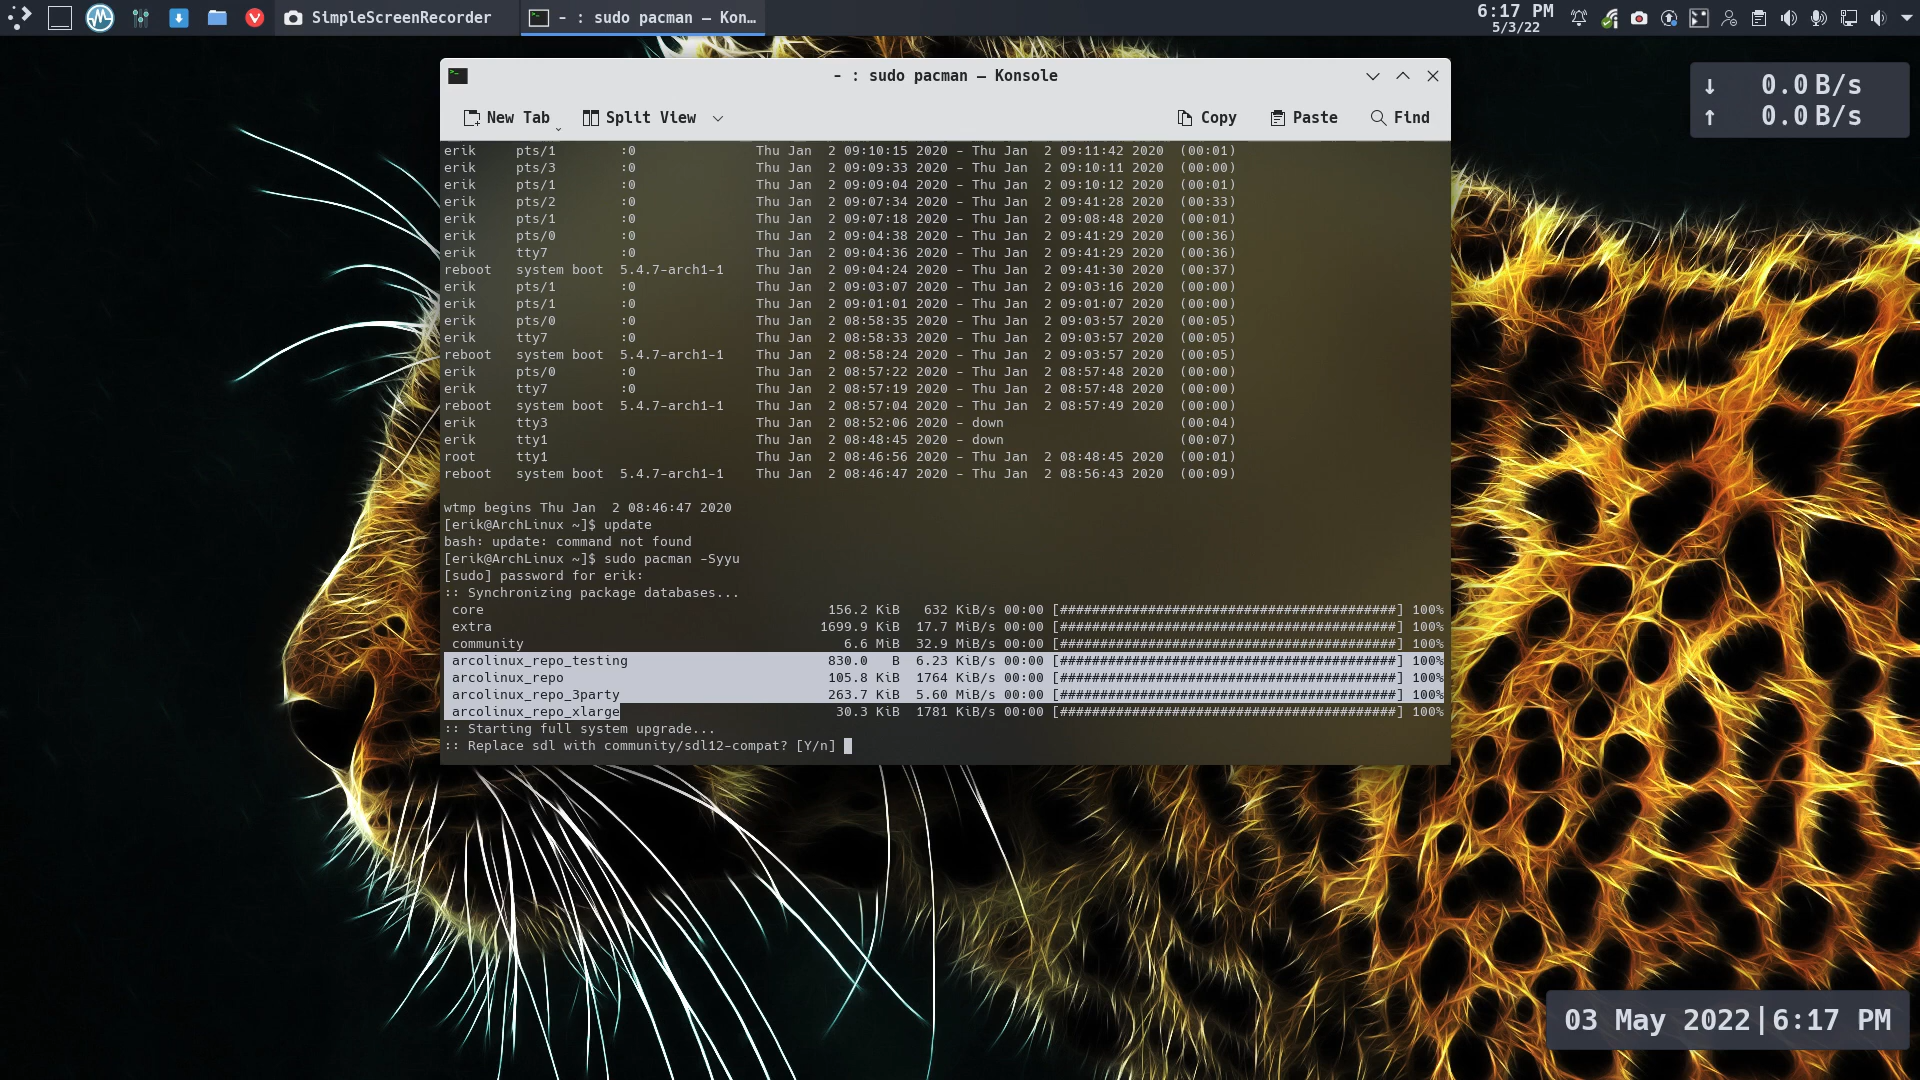 SimpleScreenRecorder
- : sudo pacman — Kon...
6:17 PM
5/3/22
- : sudo pacman — Konsole
New Tab
Split View
Copy
Paste
Find
↓ 0.0 B/s
↑ 0.0 B/s
erik     pts/1        :0               Thu Jan  2 09:10:15 2020 - Thu Jan  2 09:11:42 2020  (00:01)
erik     pts/3        :0               Thu Jan  2 09:09:33 2020 - Thu Jan  2 09:10:11 2020  (00:00)
erik     pts/1        :0               Thu Jan  2 09:09:04 2020 - Thu Jan  2 09:10:12 2020  (00:01)
erik     pts/2        :0               Thu Jan  2 09:07:34 2020 - Thu Jan  2 09:41:28 2020  (00:33)
erik     pts/1        :0               Thu Jan  2 09:07:18 2020 - Thu Jan  2 09:08:48 2020  (00:01)
erik     pts/0        :0               Thu Jan  2 09:04:38 2020 - Thu Jan  2 09:41:29 2020  (00:36)
erik     tty7         :0               Thu Jan  2 09:04:36 2020 - Thu Jan  2 09:41:29 2020  (00:36)
reboot   system boot  5.4.7-arch1-1    Thu Jan  2 09:04:24 2020 - Thu Jan  2 09:41:30 2020  (00:37)
erik     pts/1        :0               Thu Jan  2 09:03:07 2020 - Thu Jan  2 09:03:16 2020  (00:00)
erik     pts/1        :0               Thu Jan  2 09:01:01 2020 - Thu Jan  2 09:01:07 2020  (00:00)
erik     pts/0        :0               Thu Jan  2 08:58:35 2020 - Thu Jan  2 09:03:57 2020  (00:05)
erik     tty7         :0               Thu Jan  2 08:58:33 2020 - Thu Jan  2 09:03:57 2020  (00:05)
reboot   system boot  5.4.7-arch1-1    Thu Jan  2 08:58:24 2020 - Thu Jan  2 09:03:57 2020  (00:05)
erik     pts/0        :0               Thu Jan  2 08:57:22 2020 - Thu Jan  2 08:57:48 2020  (00:00)
erik     tty7         :0               Thu Jan  2 08:57:19 2020 - Thu Jan  2 08:57:48 2020  (00:00)
reboot   system boot  5.4.7-arch1-1    Thu Jan  2 08:57:04 2020 - Thu Jan  2 08:57:49 2020  (00:00)
erik     tty3                          Thu Jan  2 08:52:06 2020 - down                      (00:04)
erik     tty1                          Thu Jan  2 08:48:45 2020 - down                      (00:07)
root     tty1                          Thu Jan  2 08:46:56 2020 - Thu Jan  2 08:48:45 2020  (00:01)
reboot   system boot  5.4.7-arch1-1    Thu Jan  2 08:46:47 2020 - Thu Jan  2 08:56:43 2020  (00:09)
wtmp begins Thu Jan  2 08:46:47 2020
[erik@ArchLinux ~]$ update
bash: update: command not found
[erik@ArchLinux ~]$ sudo pacman -Syyu
[sudo] password for erik:
:: Synchronizing package databases...
core 156.2 KiB 632 KiB/s 00:00 [##########################################] 100%
extra 1699.9 KiB 17.7 MiB/s 00:00 [##########################################] 100%
community 6.6 MiB 32.9 MiB/s 00:00 [##########################################] 100%
arcolinux_repo_testing 830.0 B 6.23 KiB/s 00:00 [##########################################] 100%
arcolinux_repo 105.8 KiB 1764 KiB/s 00:00 [##########################################] 100%
arcolinux_repo_3party 263.7 KiB 5.60 MiB/s 00:00 [##########################################] 100%
arcolinux_repo_xlarge 30.3 KiB 1781 KiB/s 00:00 [##########################################] 100%
:: Starting full system upgrade...
:: Replace sdl with community/sdl12-compat? [Y/n]
03 May 2022|6:17 PM